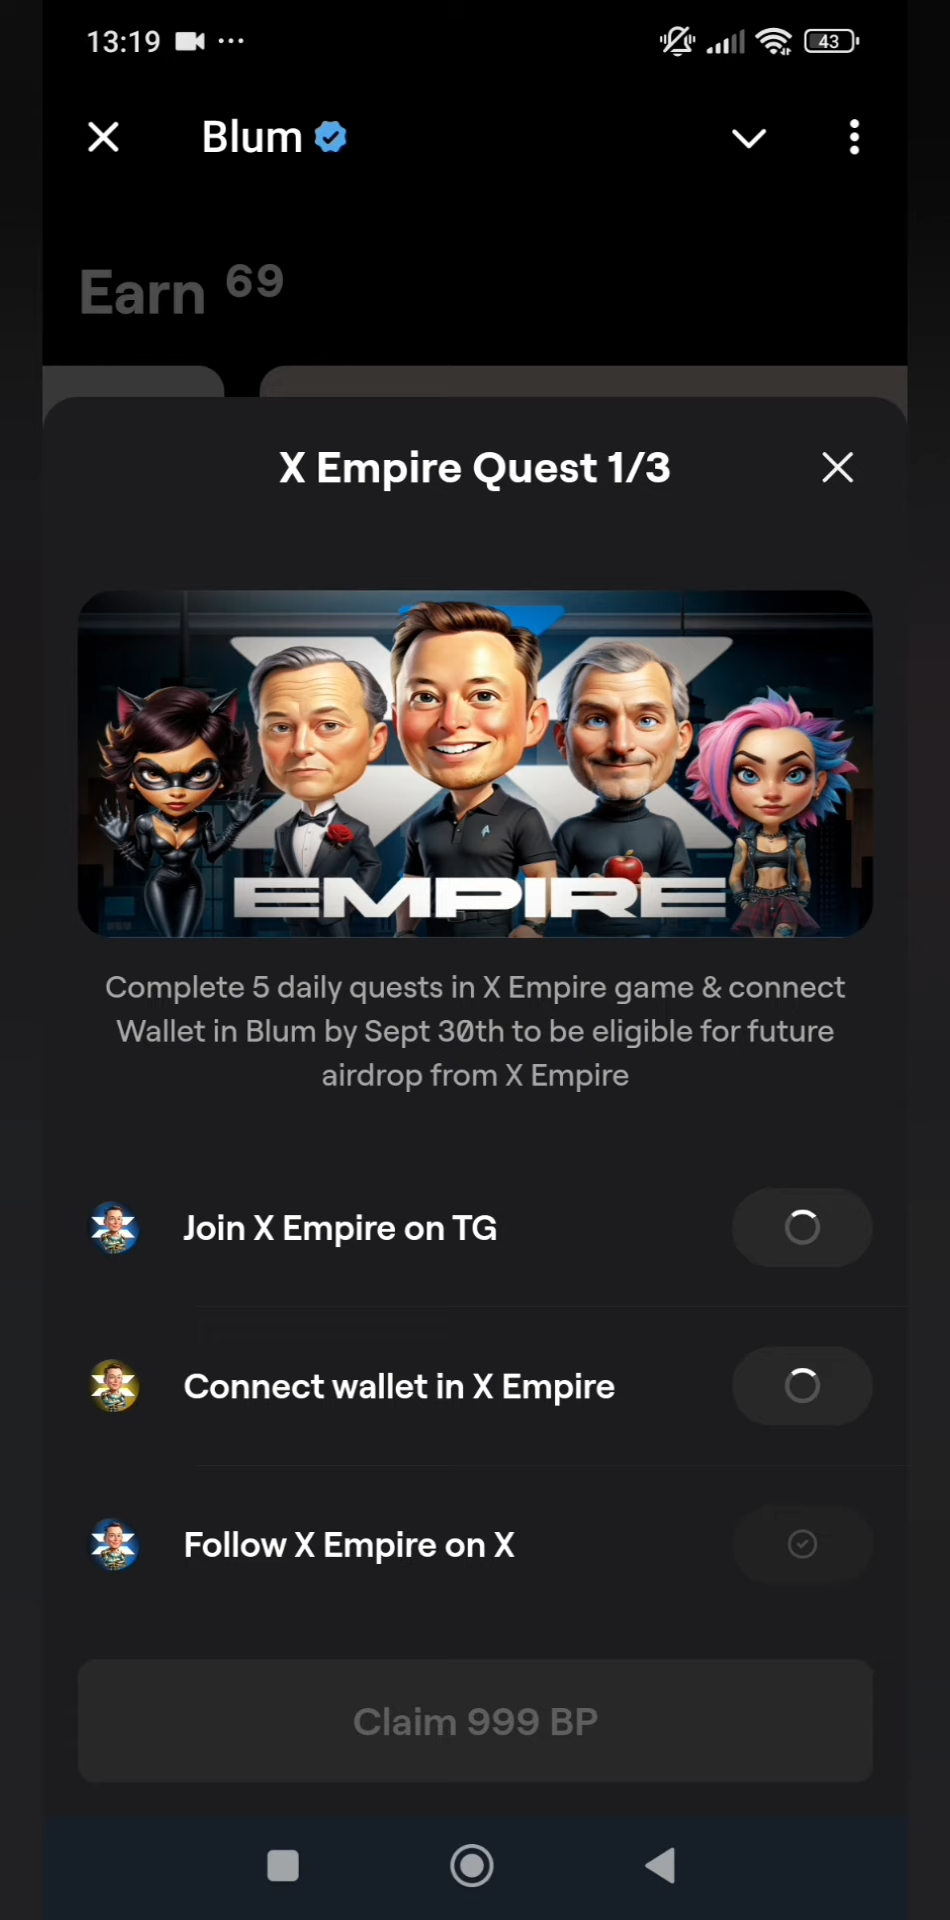 13:19
43
Blum
Earn 69
X Empire Quest 1/3
EMPIRE
Complete 5 daily quests in X Empire game & connect
Wallet in Blum by Sept 30th to be eligible for future
airdrop from X Empire
Join X Empire on TG
Connect wallet in X Empire
Follow X Empire on X
Claim 999 BP